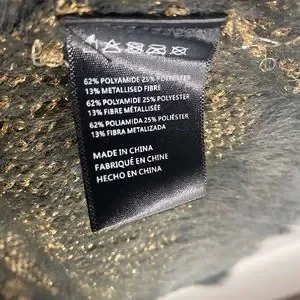 62% POLYAMIDE 25% POLYESTER
13% METALLISED FIBRE
62% POLYAMIDE 25% POLYESTER
13% FIBRE MÉTALLISÉE
62% POLIAMIDA 25% POLIÉSTER
13% FIBRA METALIZADA
MADE IN CHINA
FABRIQUÉ EN CHINE
HECHO EN CHINA